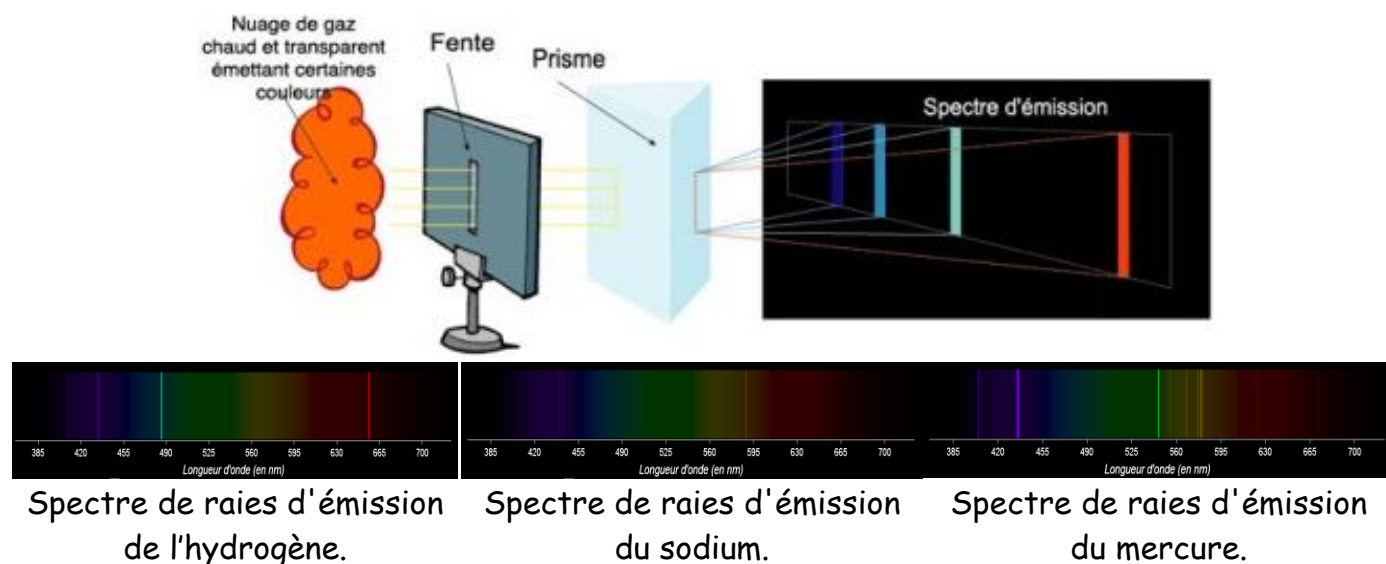 Nuage de gaz
chaud et transparent
émettant certaines
couleurs
Fente
Prisme
Spectre d'émission
385 420 455 490 525 560 595 630 665 700
Longueur d'onde (en nm)
385 420 455 490 525 560 595 630 665 700
Longueur d'onde (en nm)
385 420 455 490 525 560 595 630 665 700
Longueur d'onde (en nm)
Spectre de raies d'émission
de l'hydrogène.
Spectre de raies d'émission
du sodium.
Spectre de raies d'émission
du mercure.